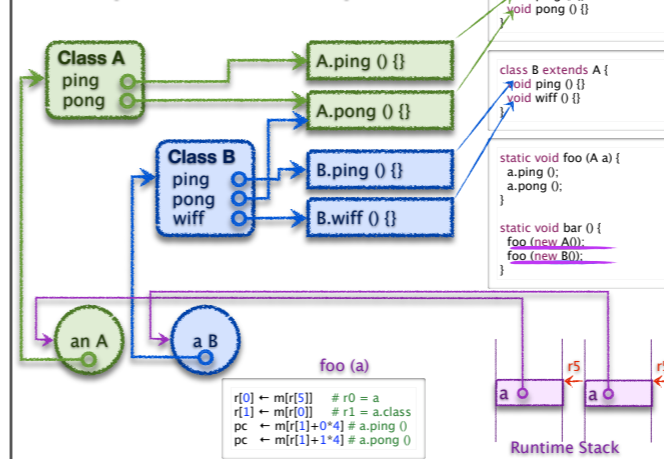 void pong () {}
}
Class A
ping
pong
A.ping () {}
A.pong () {}
class B extends A {
void ping () {}
void wiff () {}
}
Class B
ping
pong
wiff
B.ping () {}
B.wiff () {}
static void foo (A a) {
a.ping ();
a.pong ();
}
static void bar () {
foo (new A());
foo (new B());
}
an A
a B
foo (a)
r[0] ← m[r[5]] # r0 = a
r[1] ← m[r[0]] # r1 = a.class
pc ← m[r[1]+0*4] # a.ping ()
pc ← m[r[1]+1*4] # a.pong ()
r5
a
a
Runtime Stack